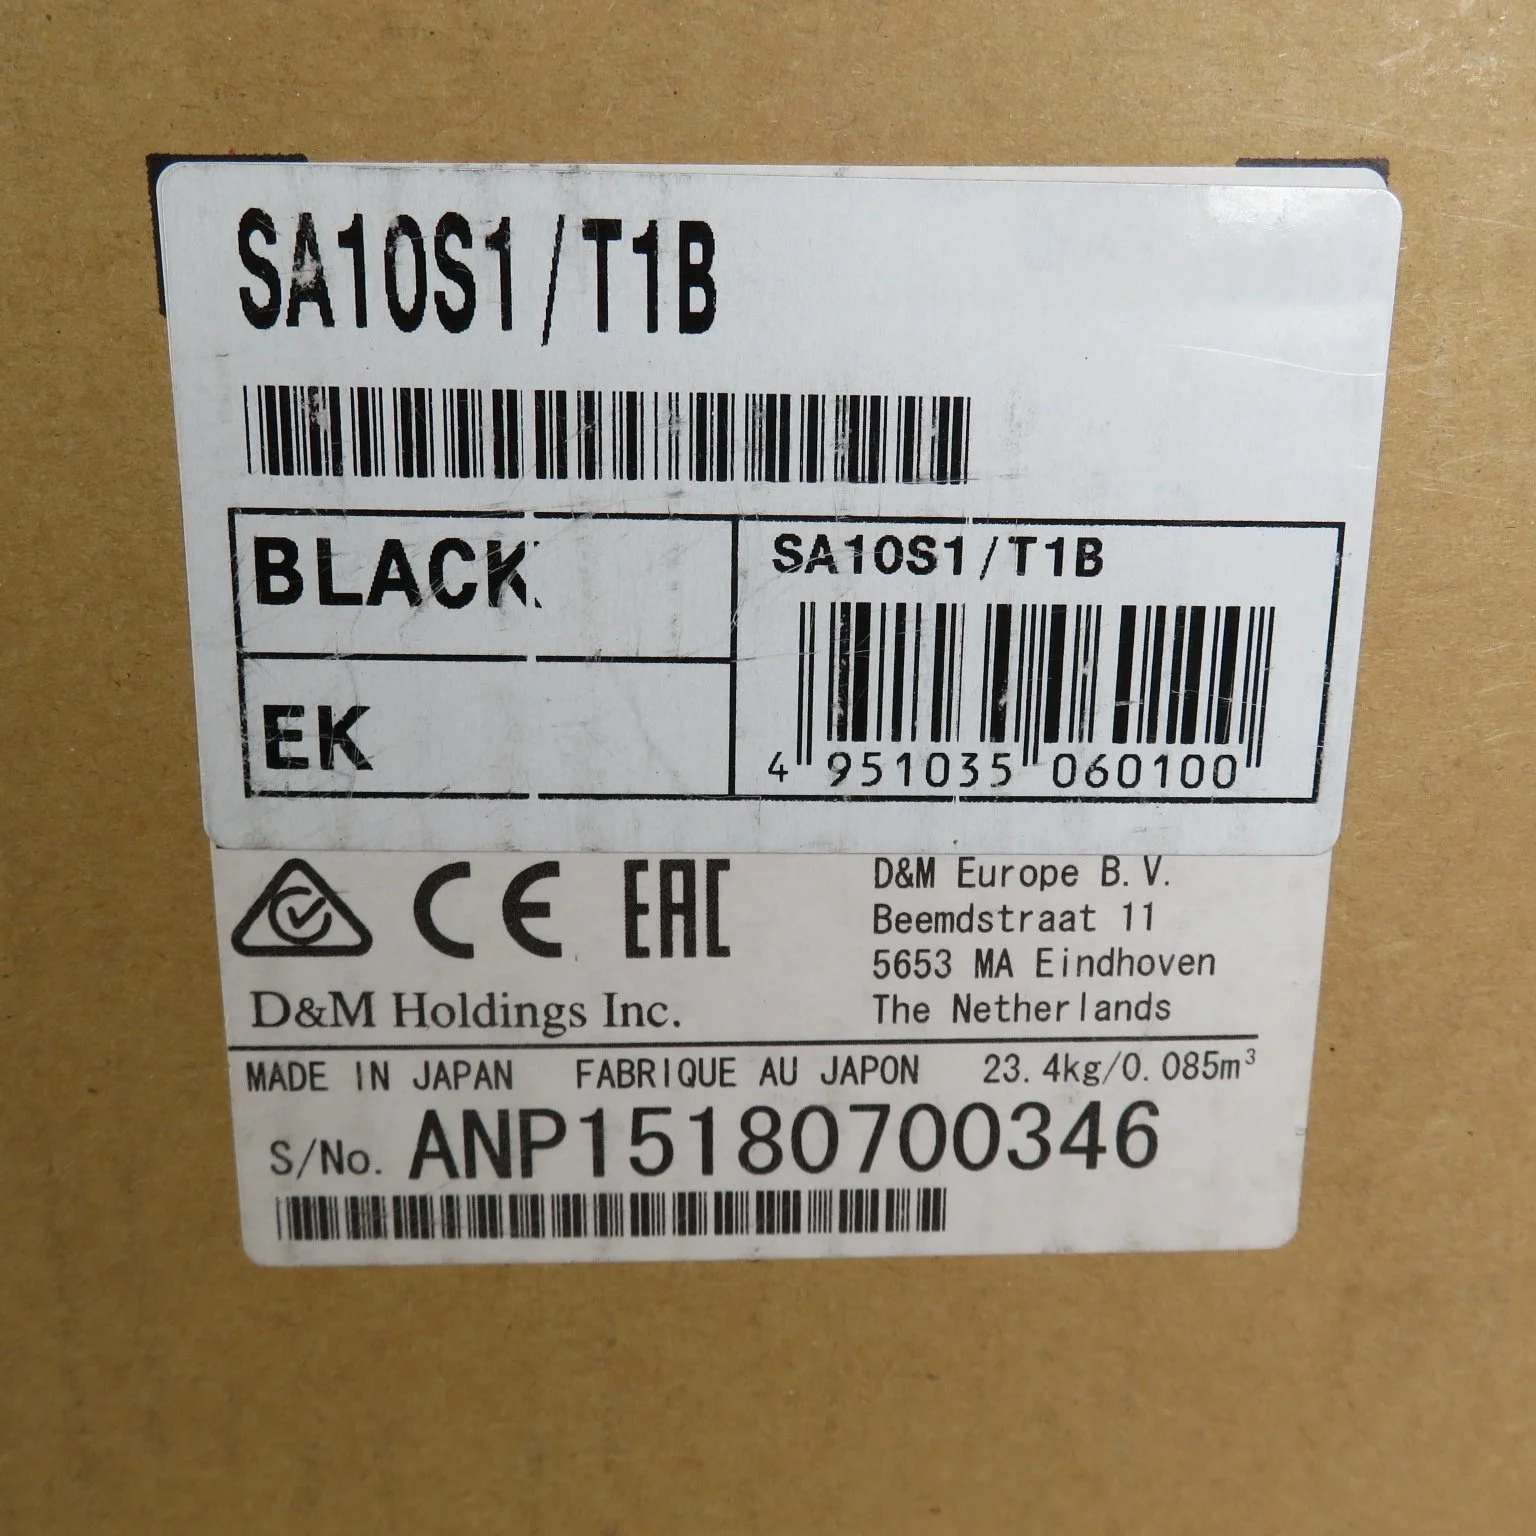 SA10S1/T1B
BLACK
EK
SA10S1/T1B
4 951035 060100
CE EAC
D&M Holdings Inc.
D&M Europe B.V.
Beemdstraat 11
5653 MA Eindhoven
The Netherlands
MADE IN JAPAN FABRIQUE AU JAPON 23.4kg/0.085m³
S/No. ANP15180700346